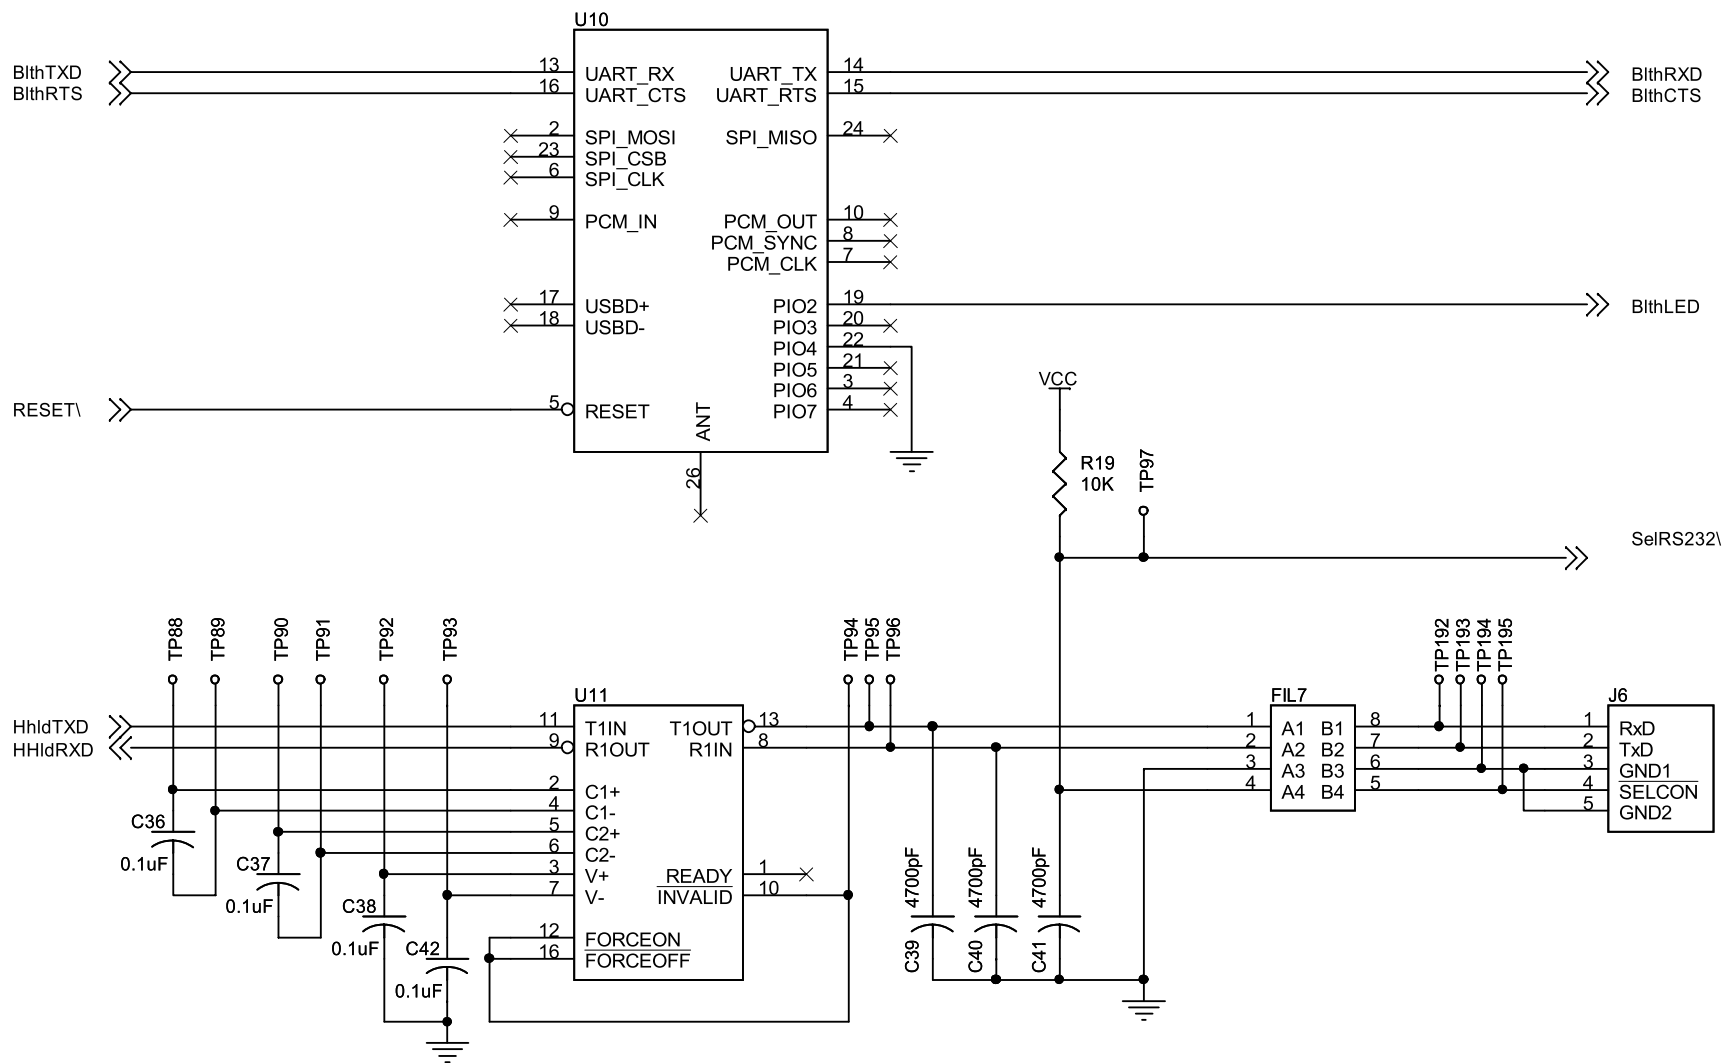 U10
BlthTXD
13
UART_RX
UART_TX
14
BlthRXD
BlthRTS
16
UART_CTS
UART_RTS
15
BlthCTS
2
SPI_MOSI
SPI_MISO
24
23
SPI_CSB
6
SPI_CLK
9
PCM_IN
PCM_OUT
10
PCM_SYNC
8
PCM_CLK
7
17
USBD+
PIO2
19
BlthLED
18
USBD-
PIO3
20
PIO4
22
PIO5
21
PIO6
3
RESET\
5
RESET
PIO7
4
ANT
26
VCC
R19
10K
TP97
SelRS232\
TP88
TP89
TP90
TP91
TP92
TP93
TP94
TP95
TP96
TP192
TP193
TP194
TP195
U11
FIL7
J6
HhldTXD
11
T1IN
T1OUT
13
1
A1
B1
8
1
RxD
HHldRXD
9
R1OUT
R1IN
8
2
A2
B2
7
2
TxD
3
A3
B3
6
3
GND1
2
C1+
4
A4
B4
5
4
SELCON
4
C1-
5
GND2
5
C2+
6
C2-
3
V+
READY
1
7
V-
INVALID
10
12
FORCEON
16
FORCEOFF
C36
0.1uF
C37
0.1uF
C38
0.1uF
C42
0.1uF
4700pF
C39
4700pF
C40
4700pF
C41